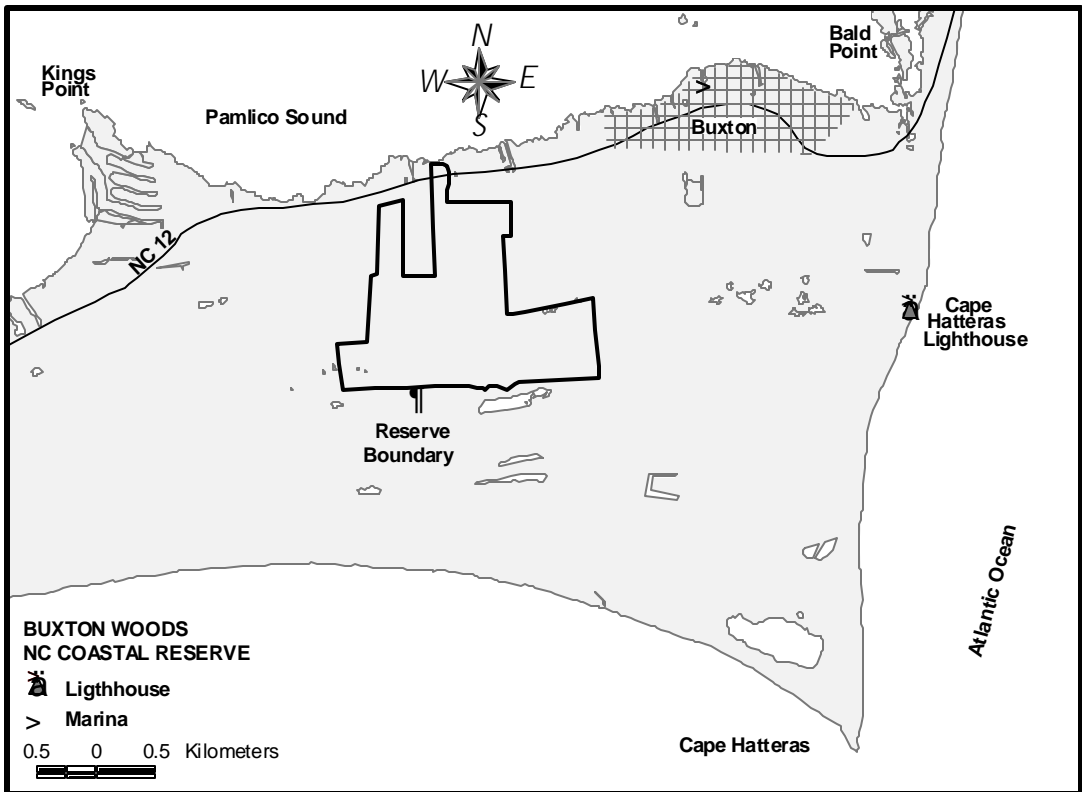 N
W
E
S
Bald
Point
Kings
Point
Pamlico Sound
Buxton
NC 12
Cape
Hatteras
Lighthouse
Reserve
Boundary
Atlantic Ocean
BUXTON WOODS
NC COASTAL RESERVE
Ligthhouse
> Marina
0.5 0 0.5 Kilometers
Cape Hatteras